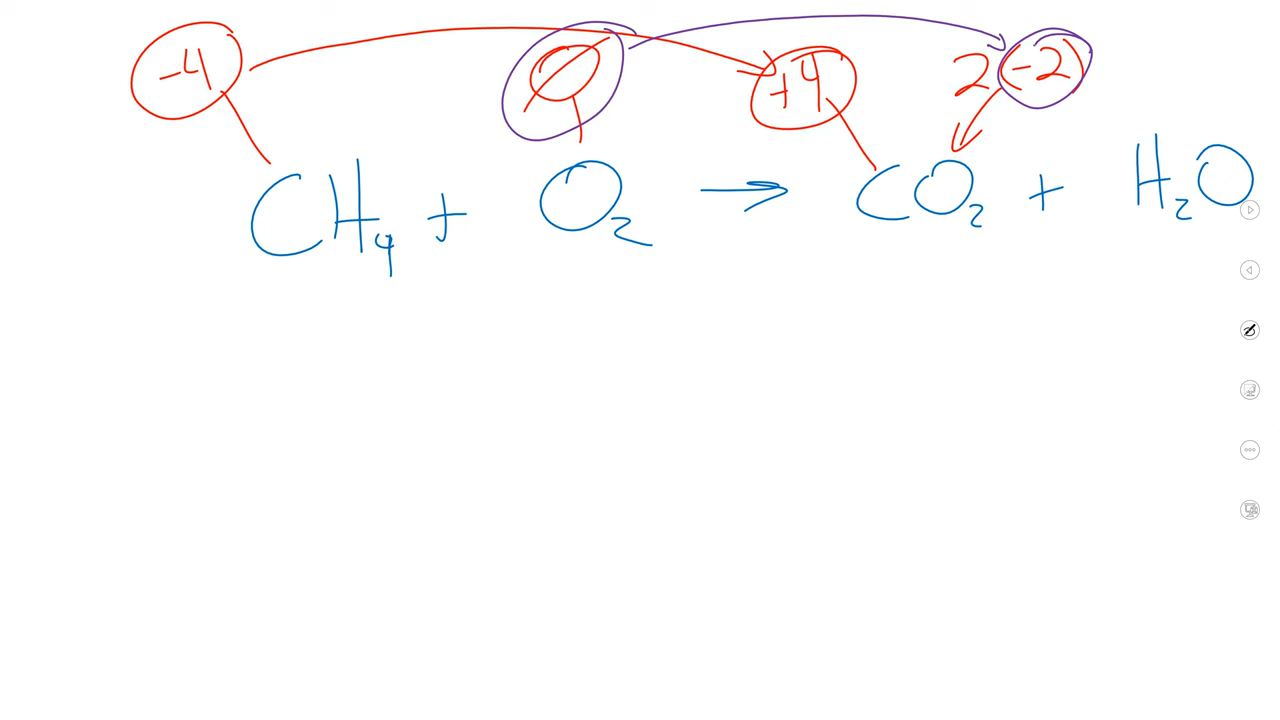 -4 0 +4 2(-2)
CH₄ + O₂ → CO₂ + H₂O